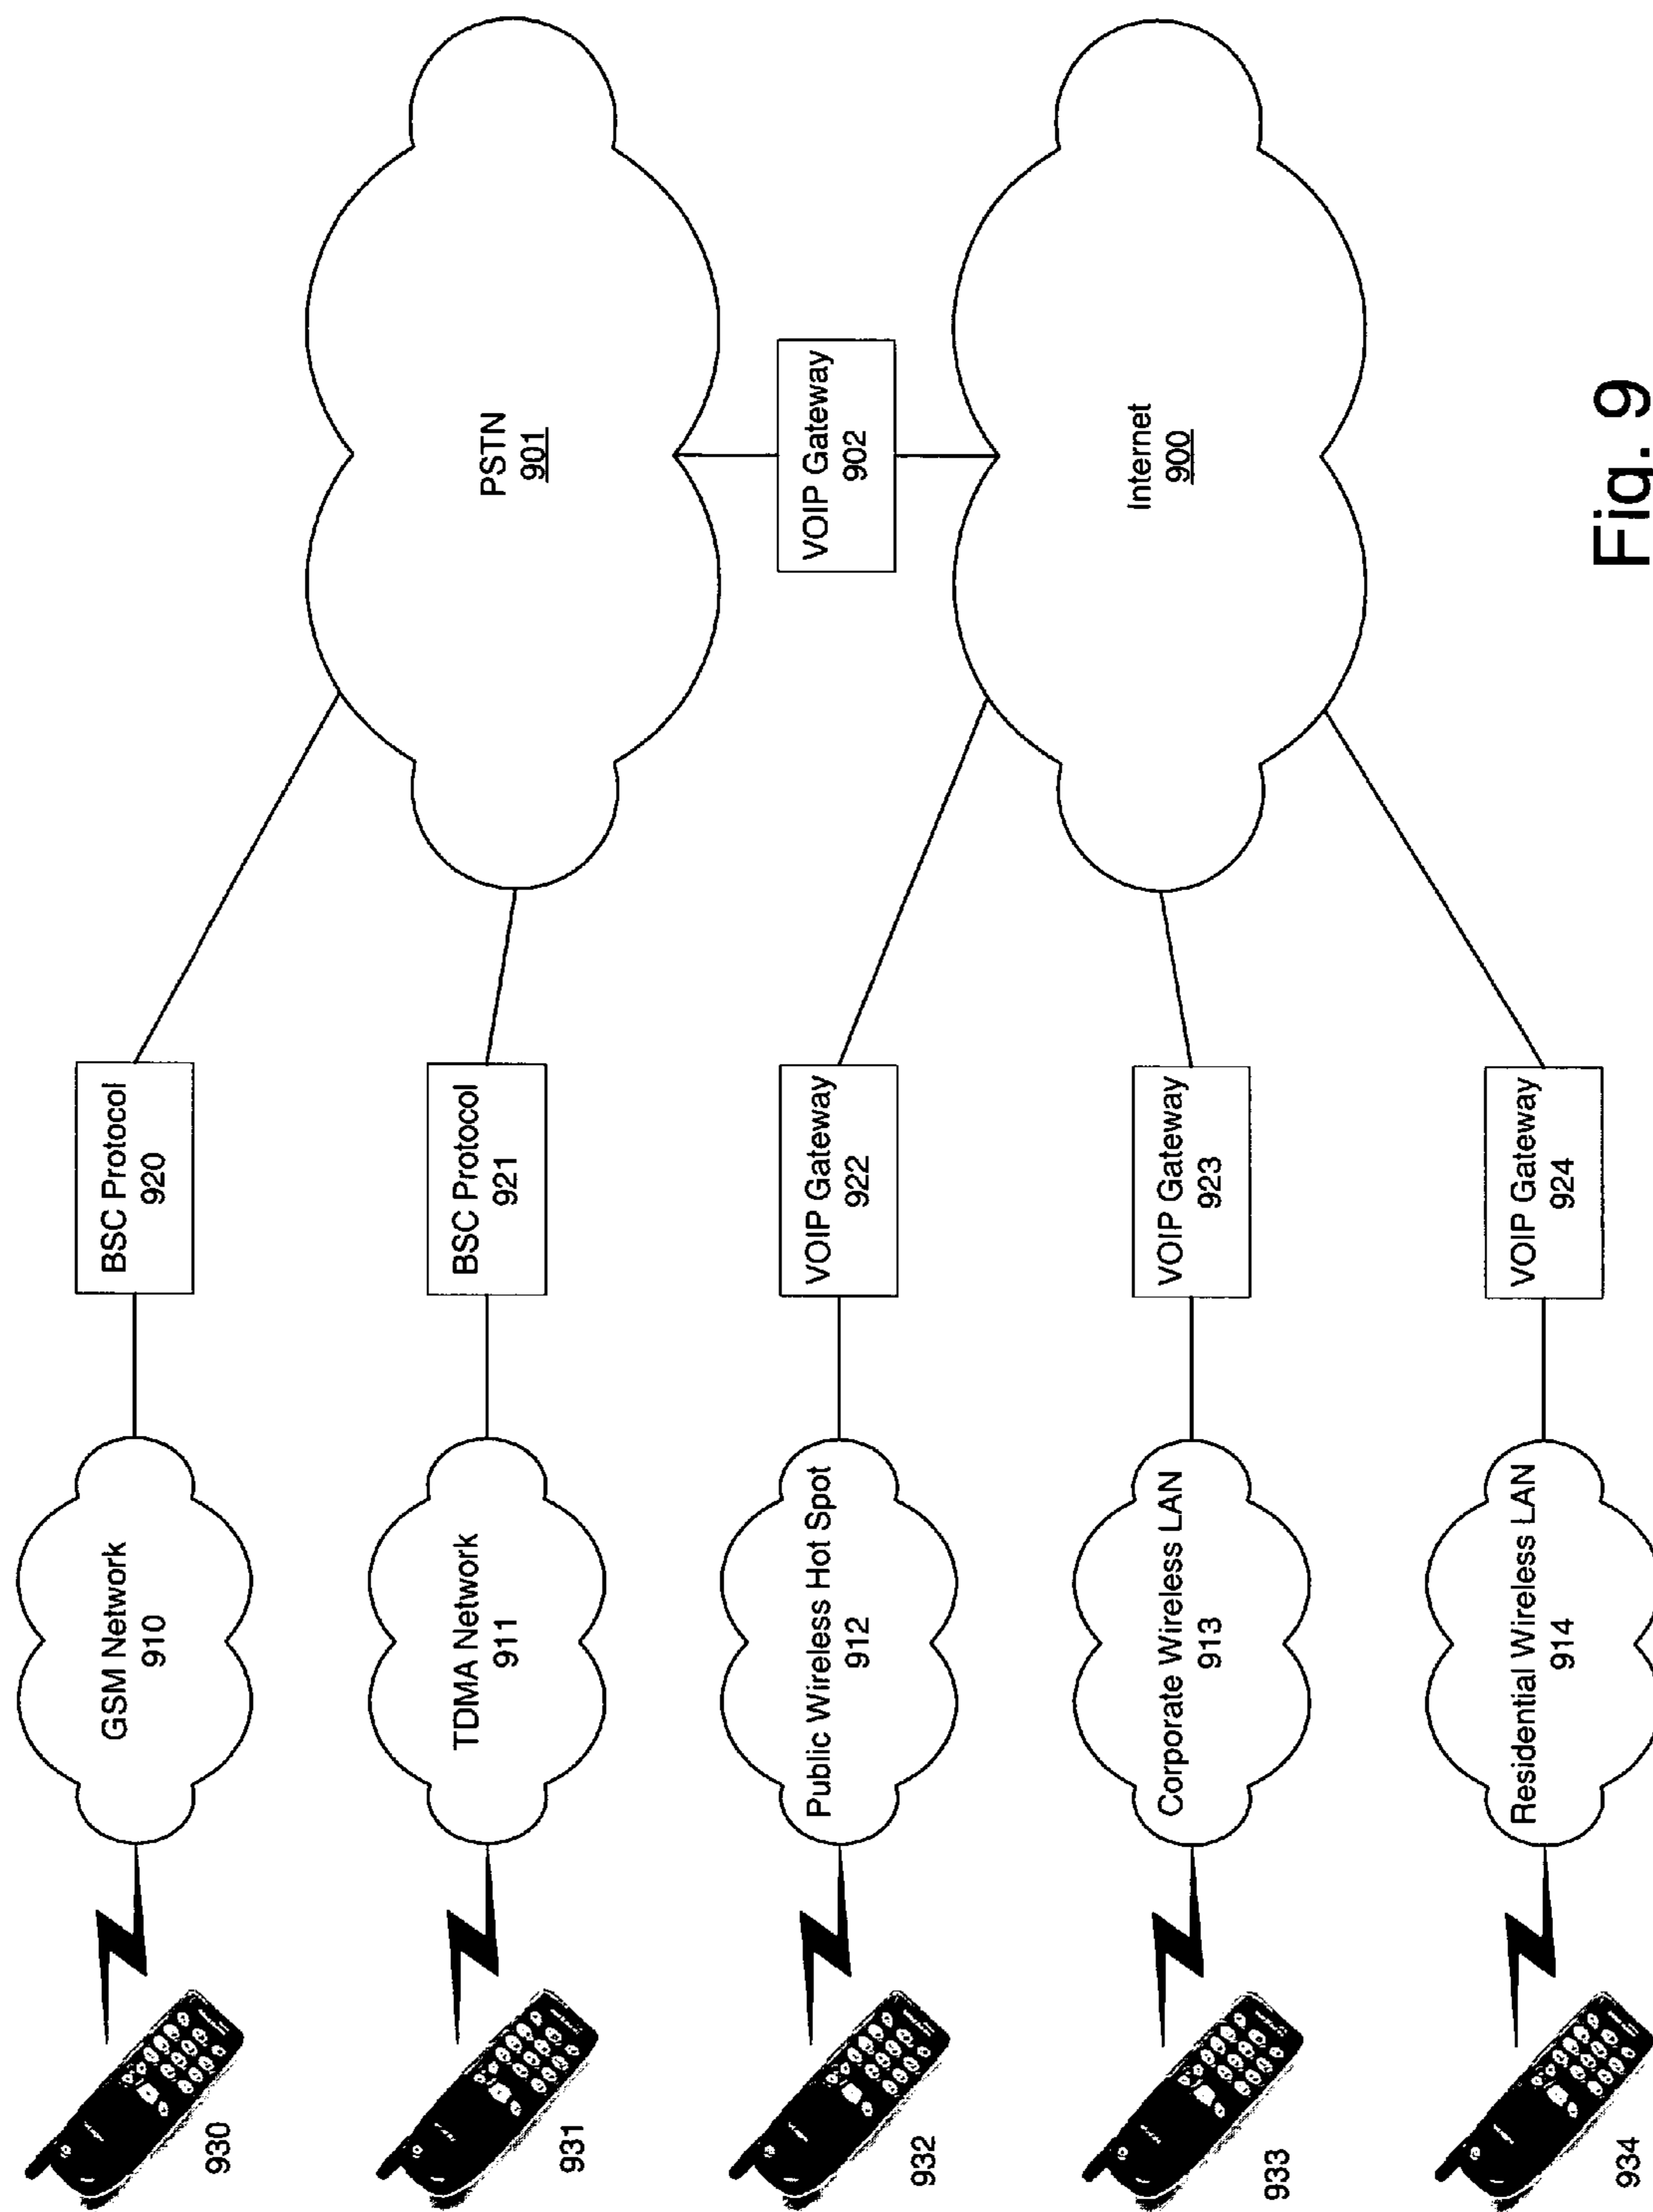 GSM Network
910
BSC Protocol
920
930
PSTN
901
TDMA Network
911
BSC Protocol
921
931
VOIP Gateway
902
Public Wireless Hot Spot
912
VOIP Gateway
922
932
Internet
900
Corporate Wireless LAN
913
VOIP Gateway
923
933
Residential Wireless LAN
914
VOIP Gateway
924
934
Fig. 9